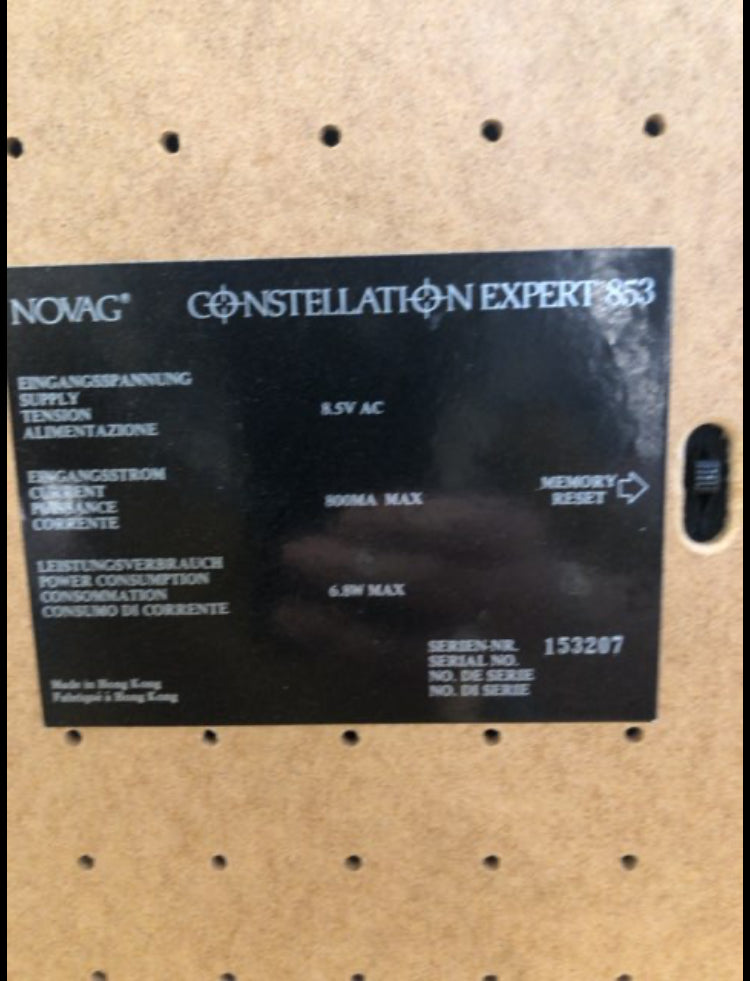 NOVAG® CONSTELLATION EXPERT 853
EINGANGSSPANNUNG
SUPPLY
TENSION
ALIMENTAZIONE
8.5V AC
EINGANGSSTROM
CURRENT
PUISSANCE
CORRENTE
800MA MAX
MEMORY
RESET
LEISTUNGSVERBRAUCH
POWER CONSUMPTION
CONSOMMATION
CONSUMO DI CORRENTE
6.8W MAX
SERIEN-NR. 153207
SERIAL NO.
NO. DE SERIE
NO. DI SERIE
Made in Hong Kong
Fabriqué à Hong Kong